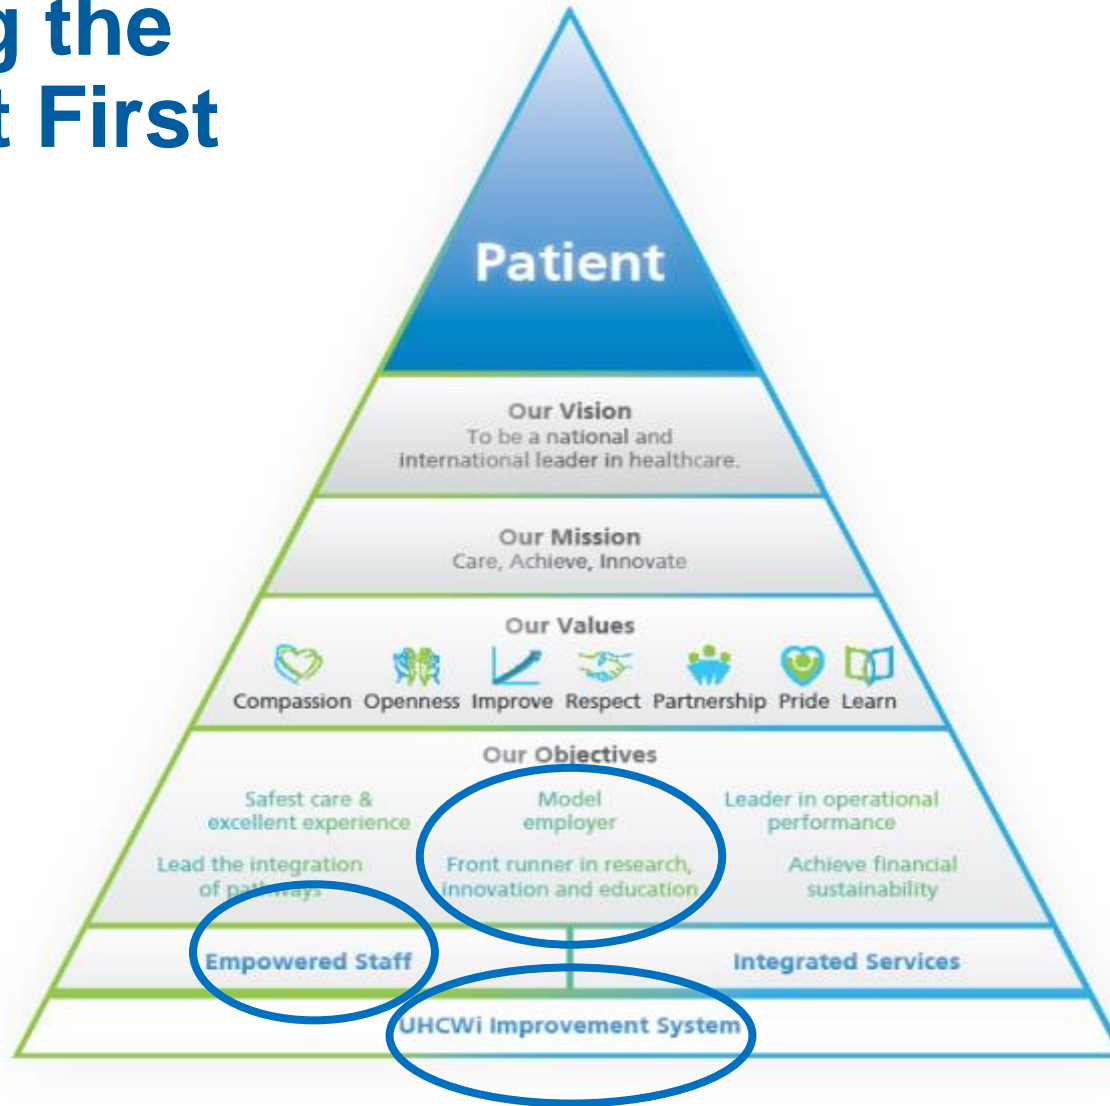 g the
t First
Patient
Our Vision
To be a national and
international leader in healthcare.
Our Mission
Care, Achieve, Innovate
Our Values
Compassion Openness Improve Respect Partnership Pride Learn
Our Objectives
Safest care &
excellent experience
Model
employer
Leader in operational
performance
Lead the integration
of pathways
Front runner in research,
innovation and education
Achieve financial
sustainability
Empowered Staff
Integrated Services
UHCWi Improvement System